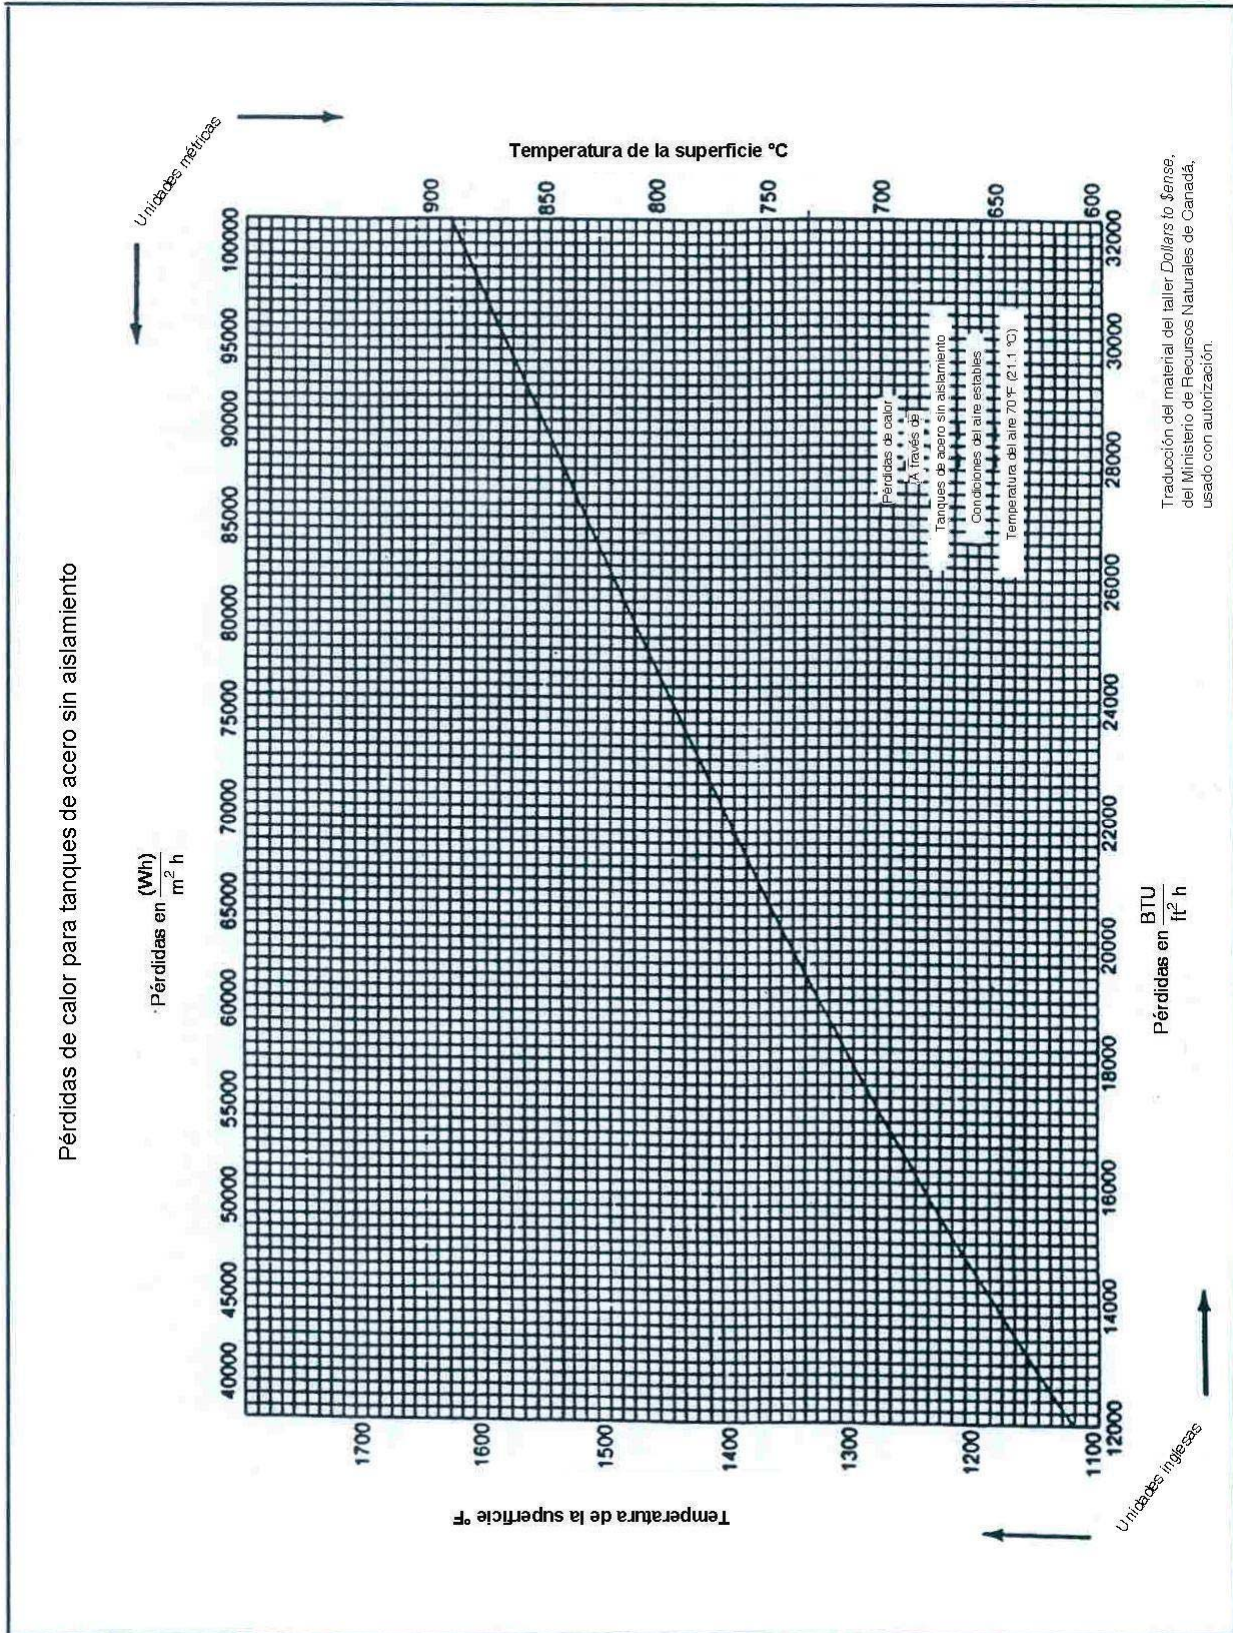 Pérdidas de calor para tanques de acero sin aislamiento
Unidades métricas
Pérdidas en (Wh)
m² h
40000 45000 50000 55000 60000 65000 70000 75000 80000 85000 90000 95000 100000
Temperatura de la superficie °F
1700
1600
1500
1400
1300
1200
1100
Temperatura de la superficie °C
900
850
800
750
700
650
600
Pérdidas de calor
A través de
Tanques de acero sin aislamiento
Condiciones del aire estables
Temperatura del aire 70°F (21.1 °C)
12000 14000 16000 18000 20000 22000 24000 26000 28000 30000 32000
Pérdidas en BTU
ft² h
Unidades inglesas
Traducción del material del taller Dollars to $ense,
del Ministerio de Recursos Naturales de Canadá,
usado con autorización.